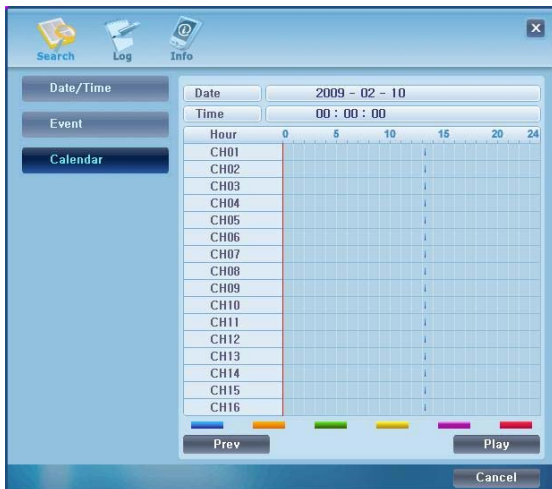 Search Log Info
Date/Time
Event
Calendar
Date 2009 - 02 - 10
Time 00 : 00 : 00
Hour 0 5 10 15 20 24
CH01
CH02
CH03
CH04
CH05
CH06
CH07
CH08
CH09
CH10
CH11
CH12
CH13
CH14
CH15
CH16
Prev Play
Cancel